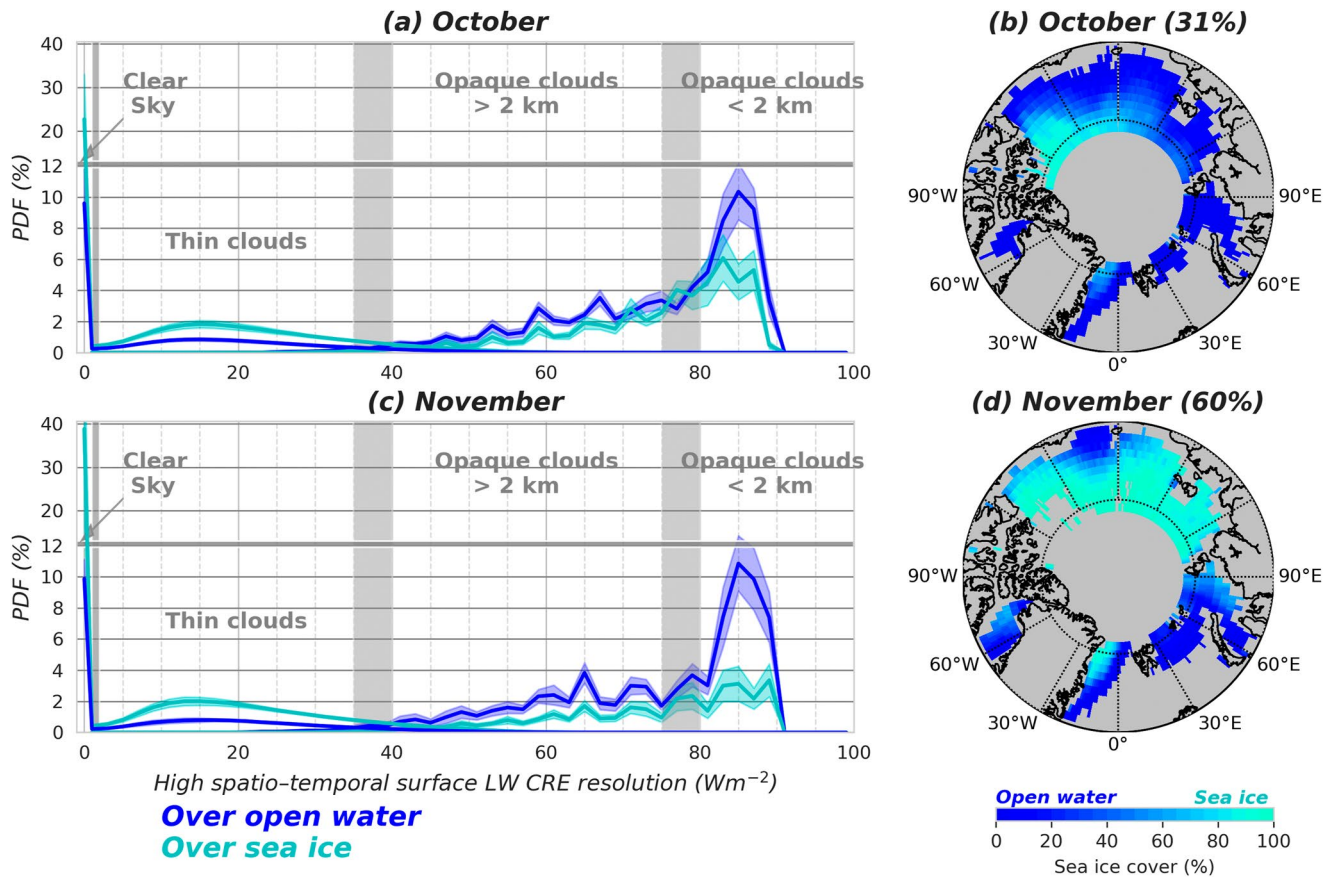 (a) October
(b) October (31%)
40
30
20
12
10
8
6
4
2
0
PDF (%)
Clear
Sky
Opaque clouds
> 2 km
Opaque clouds
< 2 km
Thin clouds
0 20 40 60 80 100
90°W
60°W
30°W
0°
30°E
60°E
90°E
(c) November
(d) November (60%)
40
30
20
12
10
8
6
4
2
0
PDF (%)
Clear
Sky
Opaque clouds
> 2 km
Opaque clouds
< 2 km
Thin clouds
0 20 40 60 80 100
High spatio–temporal surface LW CRE resolution (Wm−2)
Over open water
Over sea ice
90°W
60°W
30°W
0°
30°E
60°E
90°E
Open water Sea ice
0 20 40 60 80 100
Sea ice cover (%)